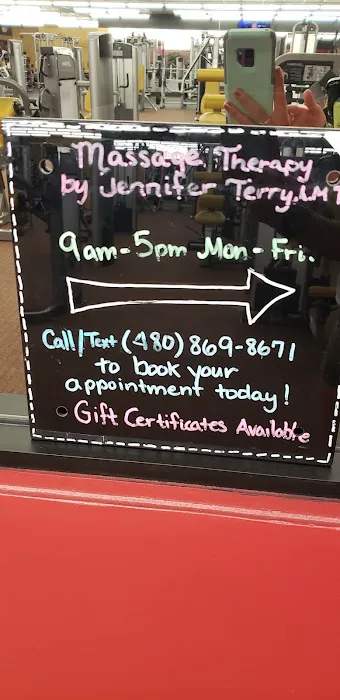 Massage Therapy
by Jennifer Terry, LMT
9am-5pm Mon-Fri.
Call/Text (480) 869-8671
to book your
appointment today!
Gift Certificates Available